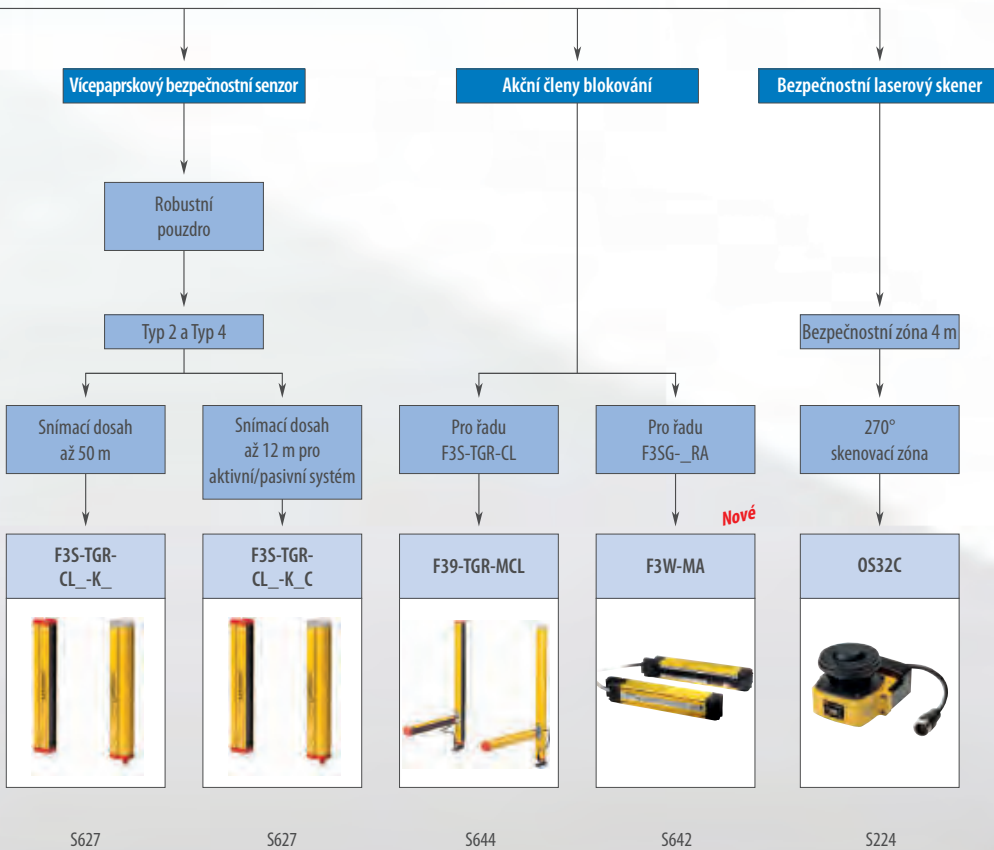 Vícepaprskový bezpečnostní senzor
Akční členy blokování
Bezpečnostní laserový skener
Robustní
pouzdro
Typ 2 a Typ 4
Bezpečnostní zóna 4 m
Snímací dosah
až 50 m
Snímací dosah
až 12 m pro
aktivní/pasivní systém
Pro řadu
F3S-TGR-CL
Pro řadu
F3SG-_RA
270°
skenovací zóna
Nové
F3S-TGR-
CL_-K_
F3S-TGR-
CL_-K_C
F39-TGR-MCL
F3W-MA
OS32C
S627
S627
S644
S642
S224